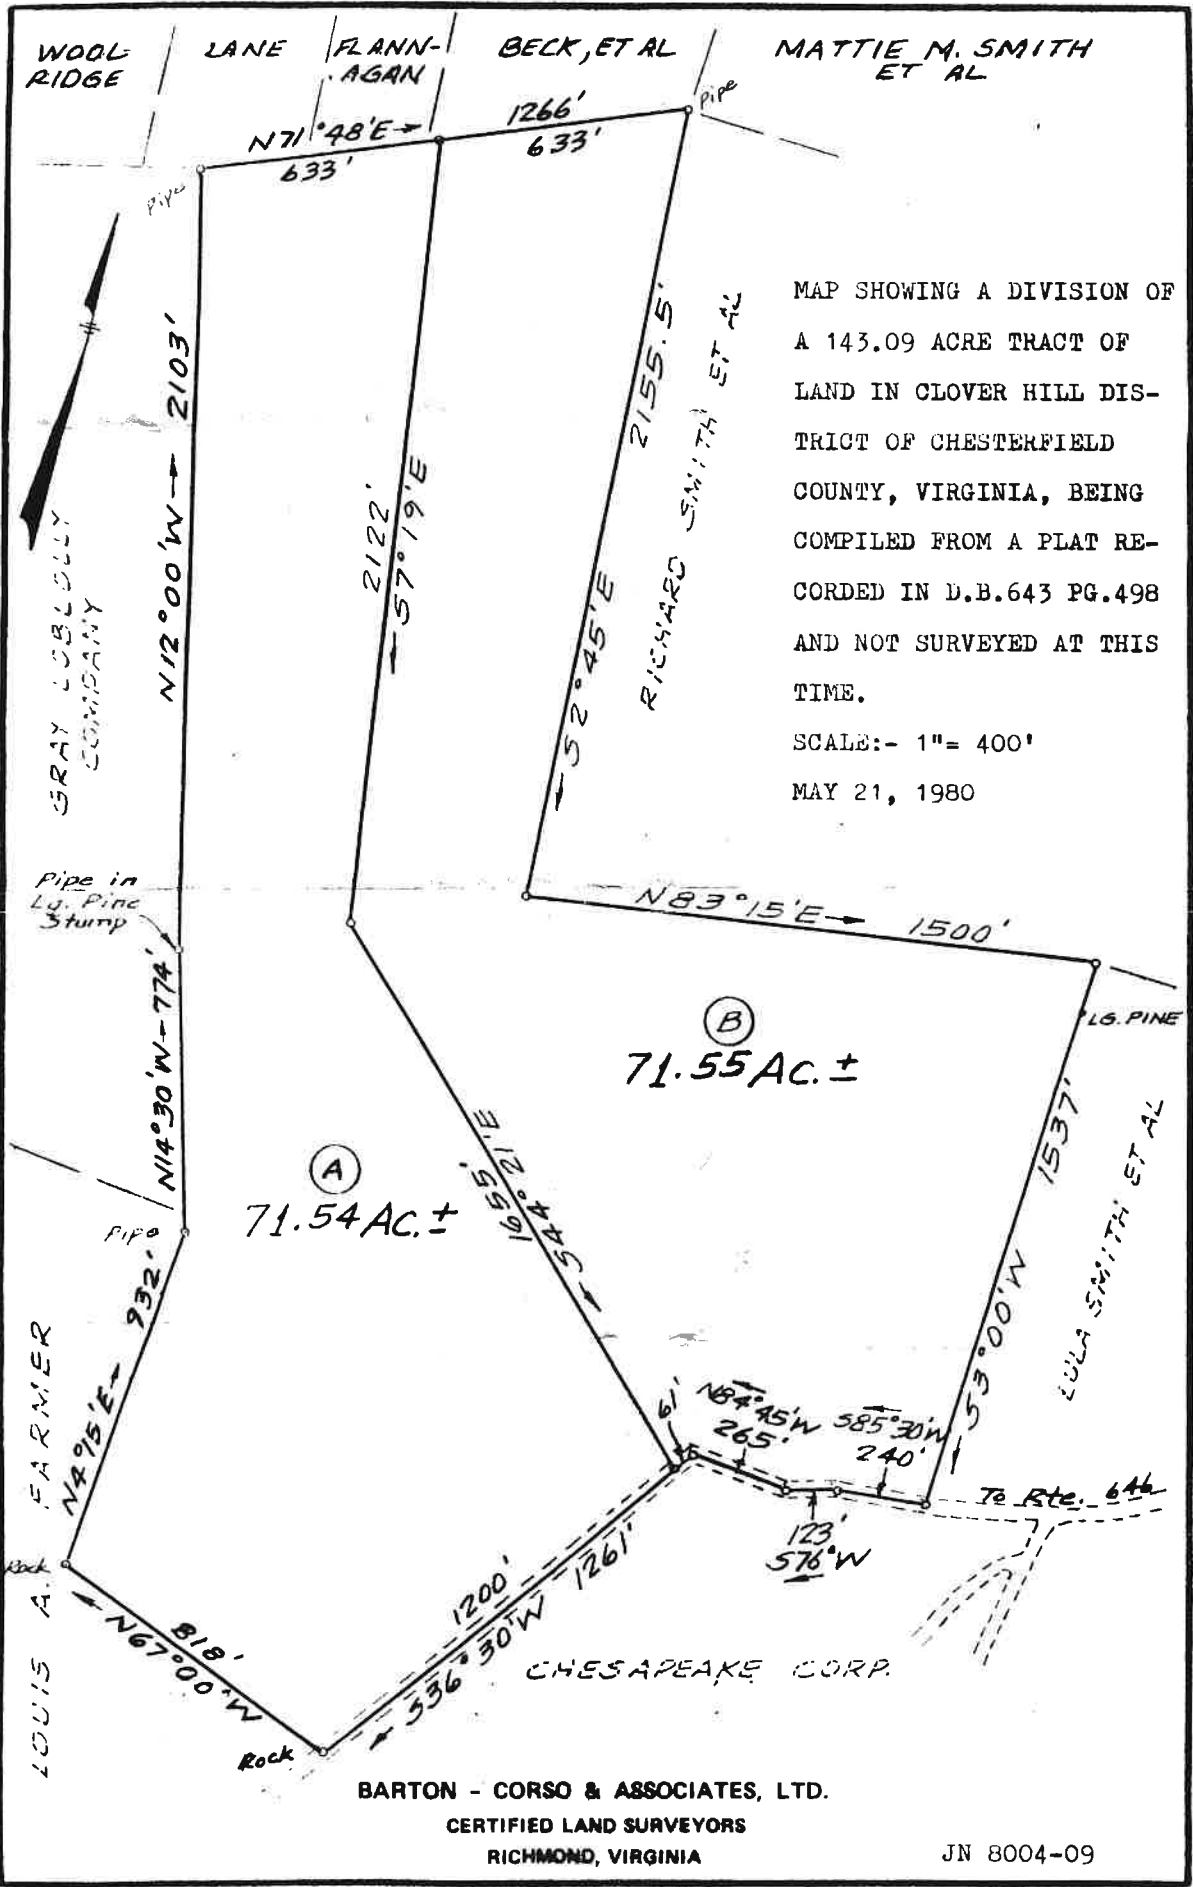 WOOL-
RIDGE
LANE
FLANN-
AGAN
BECK, ET AL
MATTIE M. SMITH
ET AL
Pipe
N71°48'E
1266'
633'
633'
Pipe
N12°00'W 2103'
2122'
S7°19'E
2155.5'
S2°45'E
RICHARD SMITH ET AL
MAP SHOWING A DIVISION OF
A 143.09 ACRE TRACT OF
LAND IN CLOVER HILL DIS-
TRICT OF CHESTERFIELD
COUNTY, VIRGINIA, BEING
COMPILED FROM A PLAT RE-
CORDED IN D.B.643 PG.498
AND NOT SURVEYED AT THIS
TIME.
SCALE:- 1"= 400'
MAY 21, 1980
GRAY LOBLOLLY
COMPANY
Pipe in
Lg. Pine
Stump
N83°15'E 1500'
LG. PINE
N14°30'W-774'
B
71.55 AC. ±
A
71.54 AC. ±
1655'
S44°21'E
1537'
S3°00'W
LULA SMITH ET AL
Pipe
932'
N4°15'E
LOUIS A. FARMER
61'
N84°45'W
265'
S85°30'W
240'
123'
S76°W
To Rte. 646
Rock
818'
N67°00'W
1200'
1261'
S36°30'W
Rock
CHESAPEAKE CORP.
BARTON - CORSO & ASSOCIATES, LTD.
CERTIFIED LAND SURVEYORS
RICHMOND, VIRGINIA
JN 8004-09